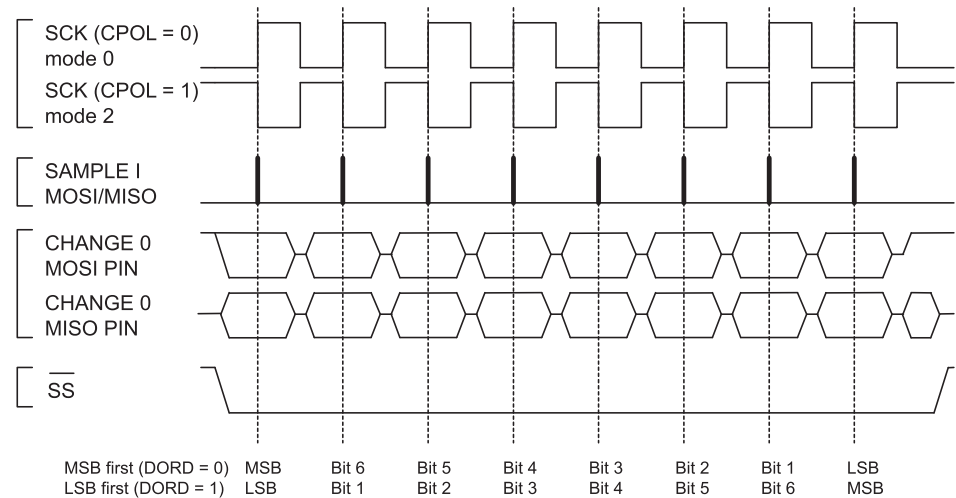 SCK (CPOL = 0)
mode 0
SCK (CPOL = 1)
mode 2
SAMPLE I
MOSI/MISO
CHANGE 0
MOSI PIN
CHANGE 0
MISO PIN
SS
MSB first (DORD = 0) MSB Bit 6 Bit 5 Bit 4 Bit 3 Bit 2 Bit 1 LSB
LSB first (DORD = 1) LSB Bit 1 Bit 2 Bit 3 Bit 4 Bit 5 Bit 6 MSB